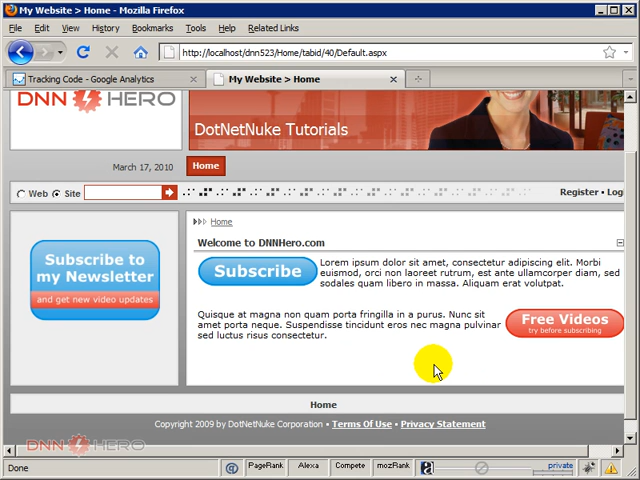 My Website > Home - Mozilla Firefox
File Edit View History Bookmarks Tools Help Related Links
http://localhost/dnn523/Home/tabid/40/Default.aspx
Tracking Code - Google Analytics
My Website > Home
DNN HERO
DotNetNuke Tutorials
March 17, 2010
Home
Web Site
Register • Logi
Home
Subscribe to
my Newsletter
and get new video updates
Welcome to DNNHero.com
Subscribe
Lorem ipsum dolor sit amet, consectetur adipiscing elit. Morbi
euismod, orci non laoreet rutrum, est ante ullamcorper diam, sed
sodales quam libero in massa. Aliquam erat volutpat.
Quisque at magna non quam porta fringilla in a purus. Nunc sit
amet porta neque. Suspendisse tincidunt eros nec magna pulvinar
sed luctus risus consectetur.
Free Videos
try before subscribing
Home
Copyright 2009 by DotNetNuke Corporation • Terms Of Use • Privacy Statement
DNN HERO
Done
PageRank
Alexa
Compete
mozRank
a
private